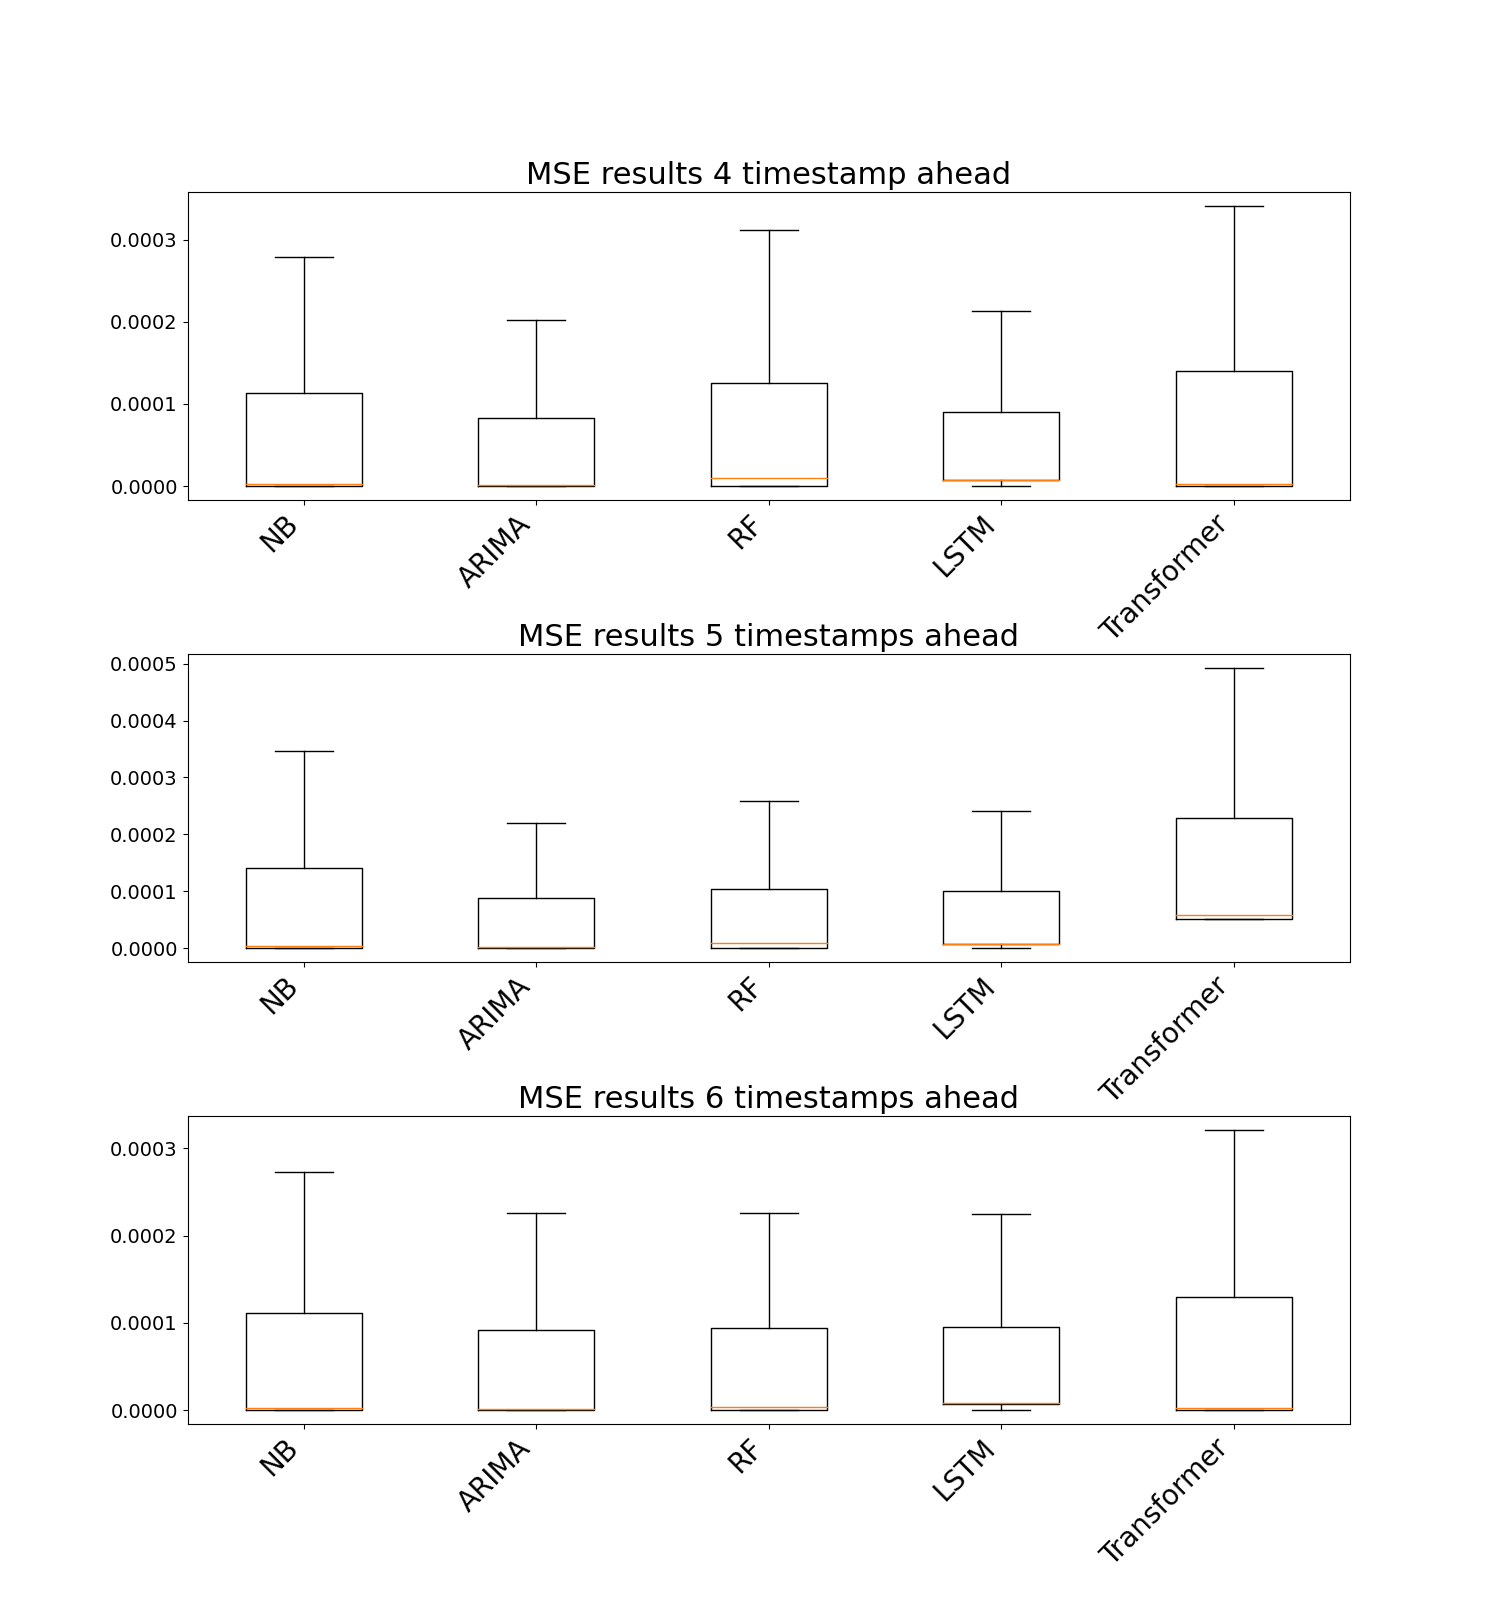 MSE results 4 timestamp ahead
0.0003
0.0002
0.0001
0.0000
NB ARIMA RF LSTM Transformer
MSE results 5 timestamps ahead
0.0005
0.0004
0.0003
0.0002
0.0001
0.0000
NB ARIMA RF LSTM Transformer
MSE results 6 timestamps ahead
0.0003
0.0002
0.0001
0.0000
NB ARIMA RF LSTM Transformer